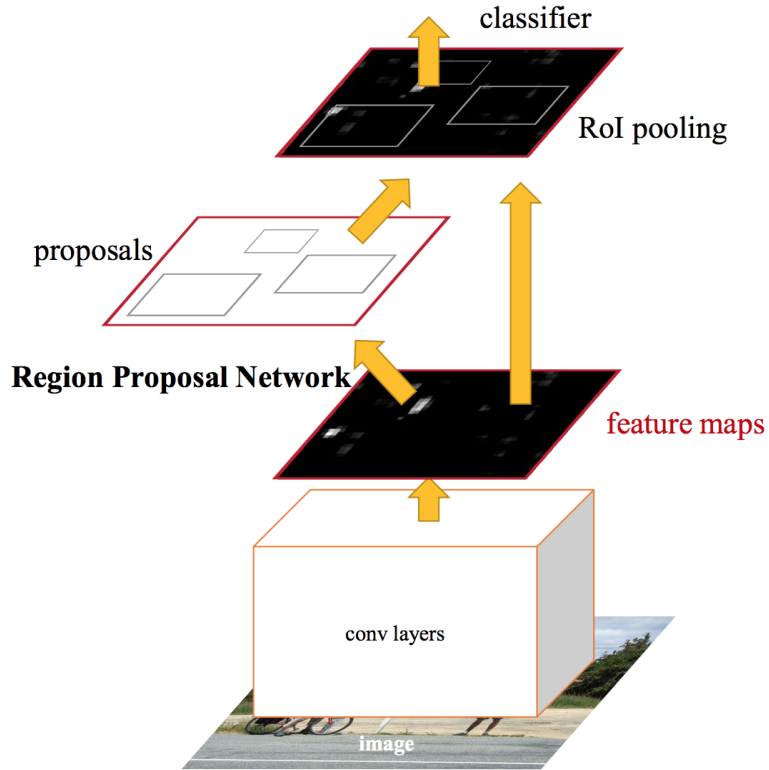 classifier
RoI pooling
proposals
Region Proposal Network
feature maps
conv layers
image